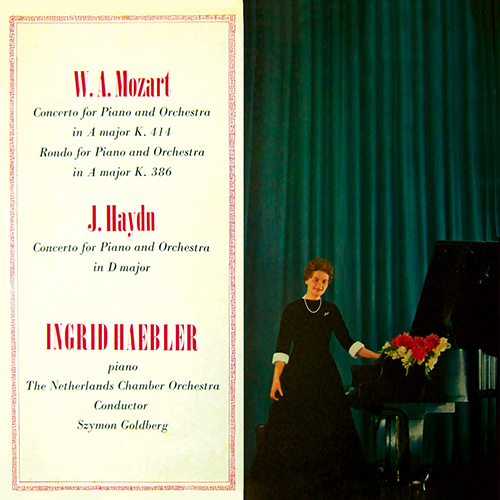 W. A. Mozart
Concerto for Piano and Orchestra
in A major K. 414
Rondo for Piano and Orchestra
in A major K. 386
J. Haydn
Concerto for Piano and Orchestra
in D major
INGRID HAEBLER
piano
The Netherlands Chamber Orchestra
Conductor
Szymon Goldberg